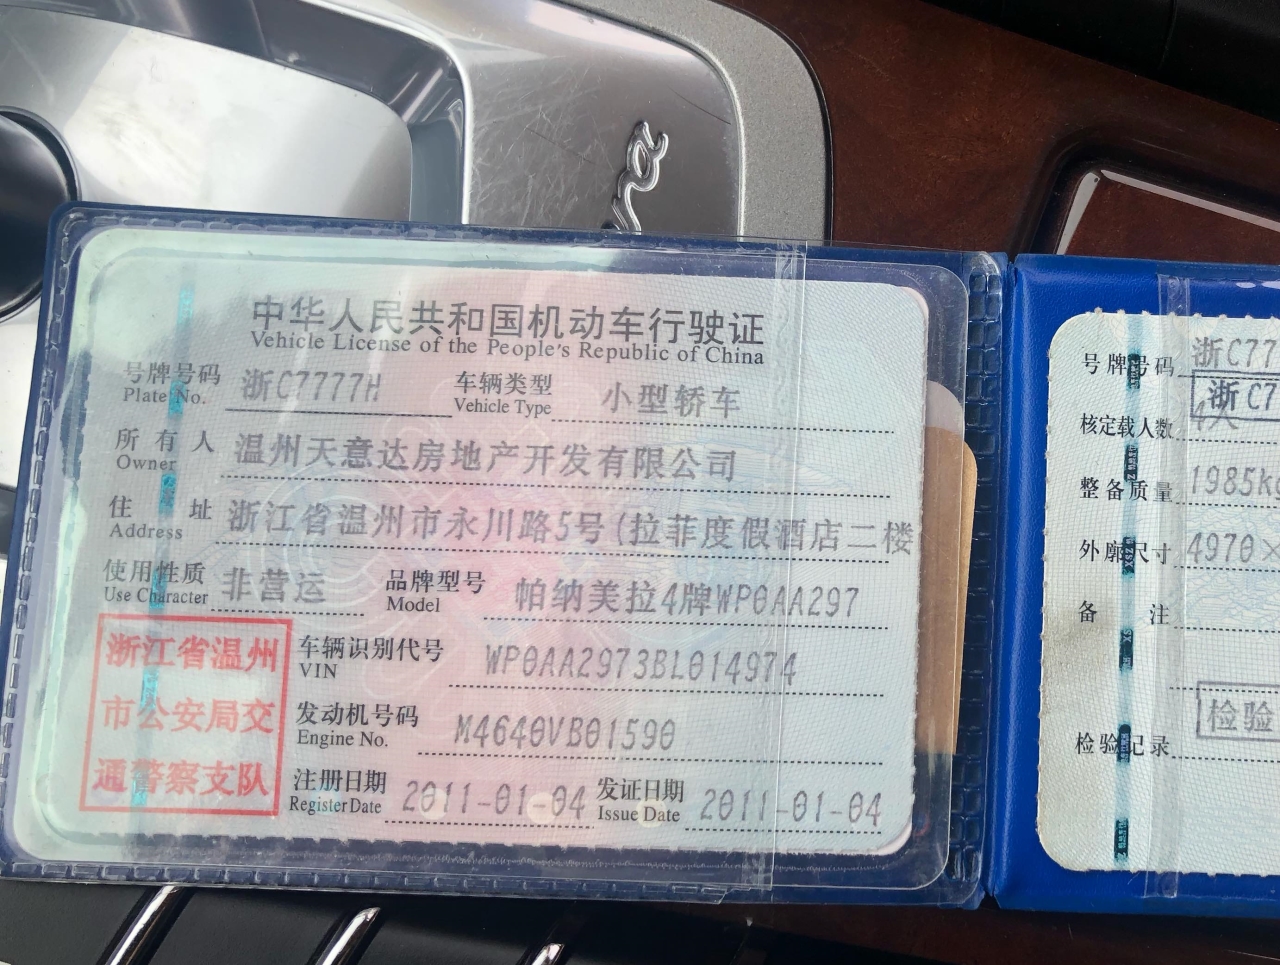 中华人民共和国机动车行驶证
Vehicle License of the People's Republic of China
号牌号码 浙C7777H 车辆类型 小型轿车
Plate No. Vehicle Type
所有人 温州天意达房地产开发有限公司
Owner
住址 浙江省温州市永川路5号(拉菲度假酒店二楼
Address
使用性质 非营运 品牌型号 帕纳美拉4牌WP0AA297
Use Character Model
浙江省温州
市公安局交
通警察支队
车辆识别代号 WP0AA2973BL014974
VIN
发动机号码 M4640VB01590
Engine No.
注册日期 2011-01-04 发证日期 2011-01-04
Register Date Issue Date
号牌号码 浙C77
浙C7
核定载人数 4人
整备质量 1985k
外廓尺寸 4970×
备注
检验
检验记录